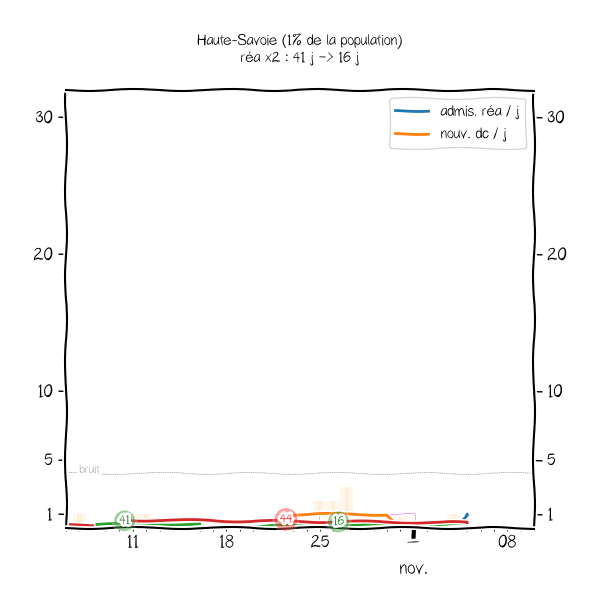 Haute-Savoie (1% de la population)
réa x2 : 41 j -> 16 j
admis. réa / j
nouv. dc / j
30
30
20
20
10
10
5
5
bruit
1
1
41
44
16
11
18
25
08
nov.